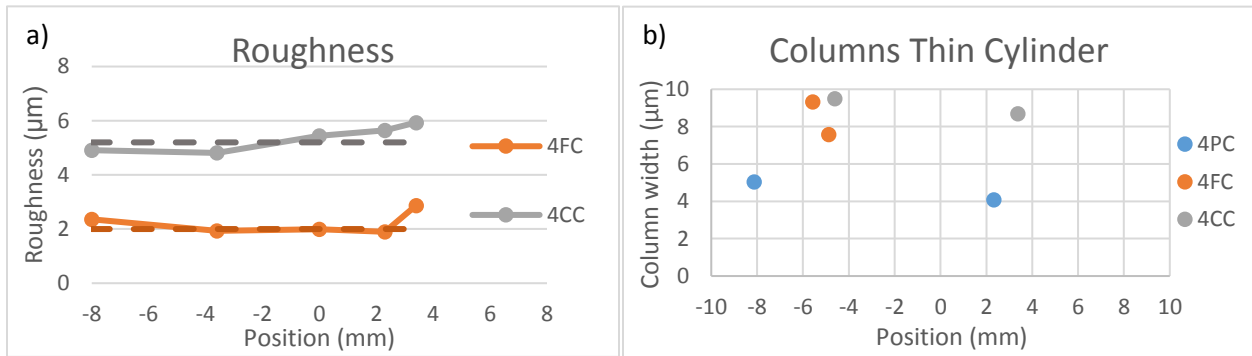 a)
Roughness
Roughness (µm)
8
6
4
2
0
-8 -6 -4 -2 0 2 4 6 8
Position (mm)
4FC
4CC
b)
Columns Thin Cylinder
Column width (µm)
10
8
6
4
2
0
-10 -8 -6 -4 -2 0 2 4 6 8 10
Position (mm)
4PC
4FC
4CC